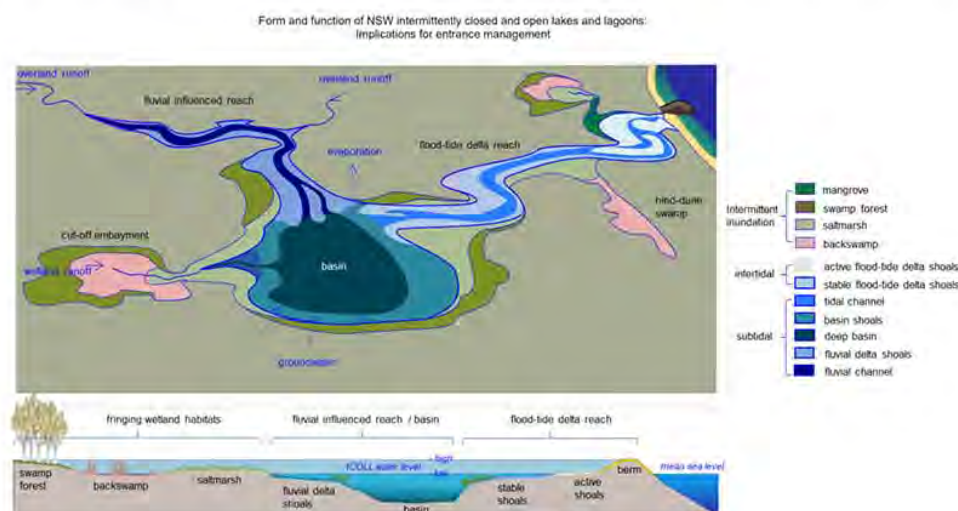 Form and function of NSW intermittently closed and open lakes and lagoons:
Implications for entrance management
overland runoff
overland runoff
fluvial influenced reach
evaporation
flood-tide delta reach
hind-dune
swamp
cut-off embayment
wetland runoff
basin
groundwater
Intermittent
inundation
mangrove
swamp forest
saltmarsh
backswamp
intertidal
active flood-tide delta shoals
stable flood-tide delta shoals
subtidal
tidal channel
basin shoals
deep basin
fluvial delta shoals
fluvial channel
fringing wetland habitats
fluvial influenced reach / basin
flood-tide delta reach
ICOLL water level
high
low
berm
mean sea level
swamp
forest
backswamp
saltmarsh
fluvial delta
shoals
basin
stable
shoals
active
shoals